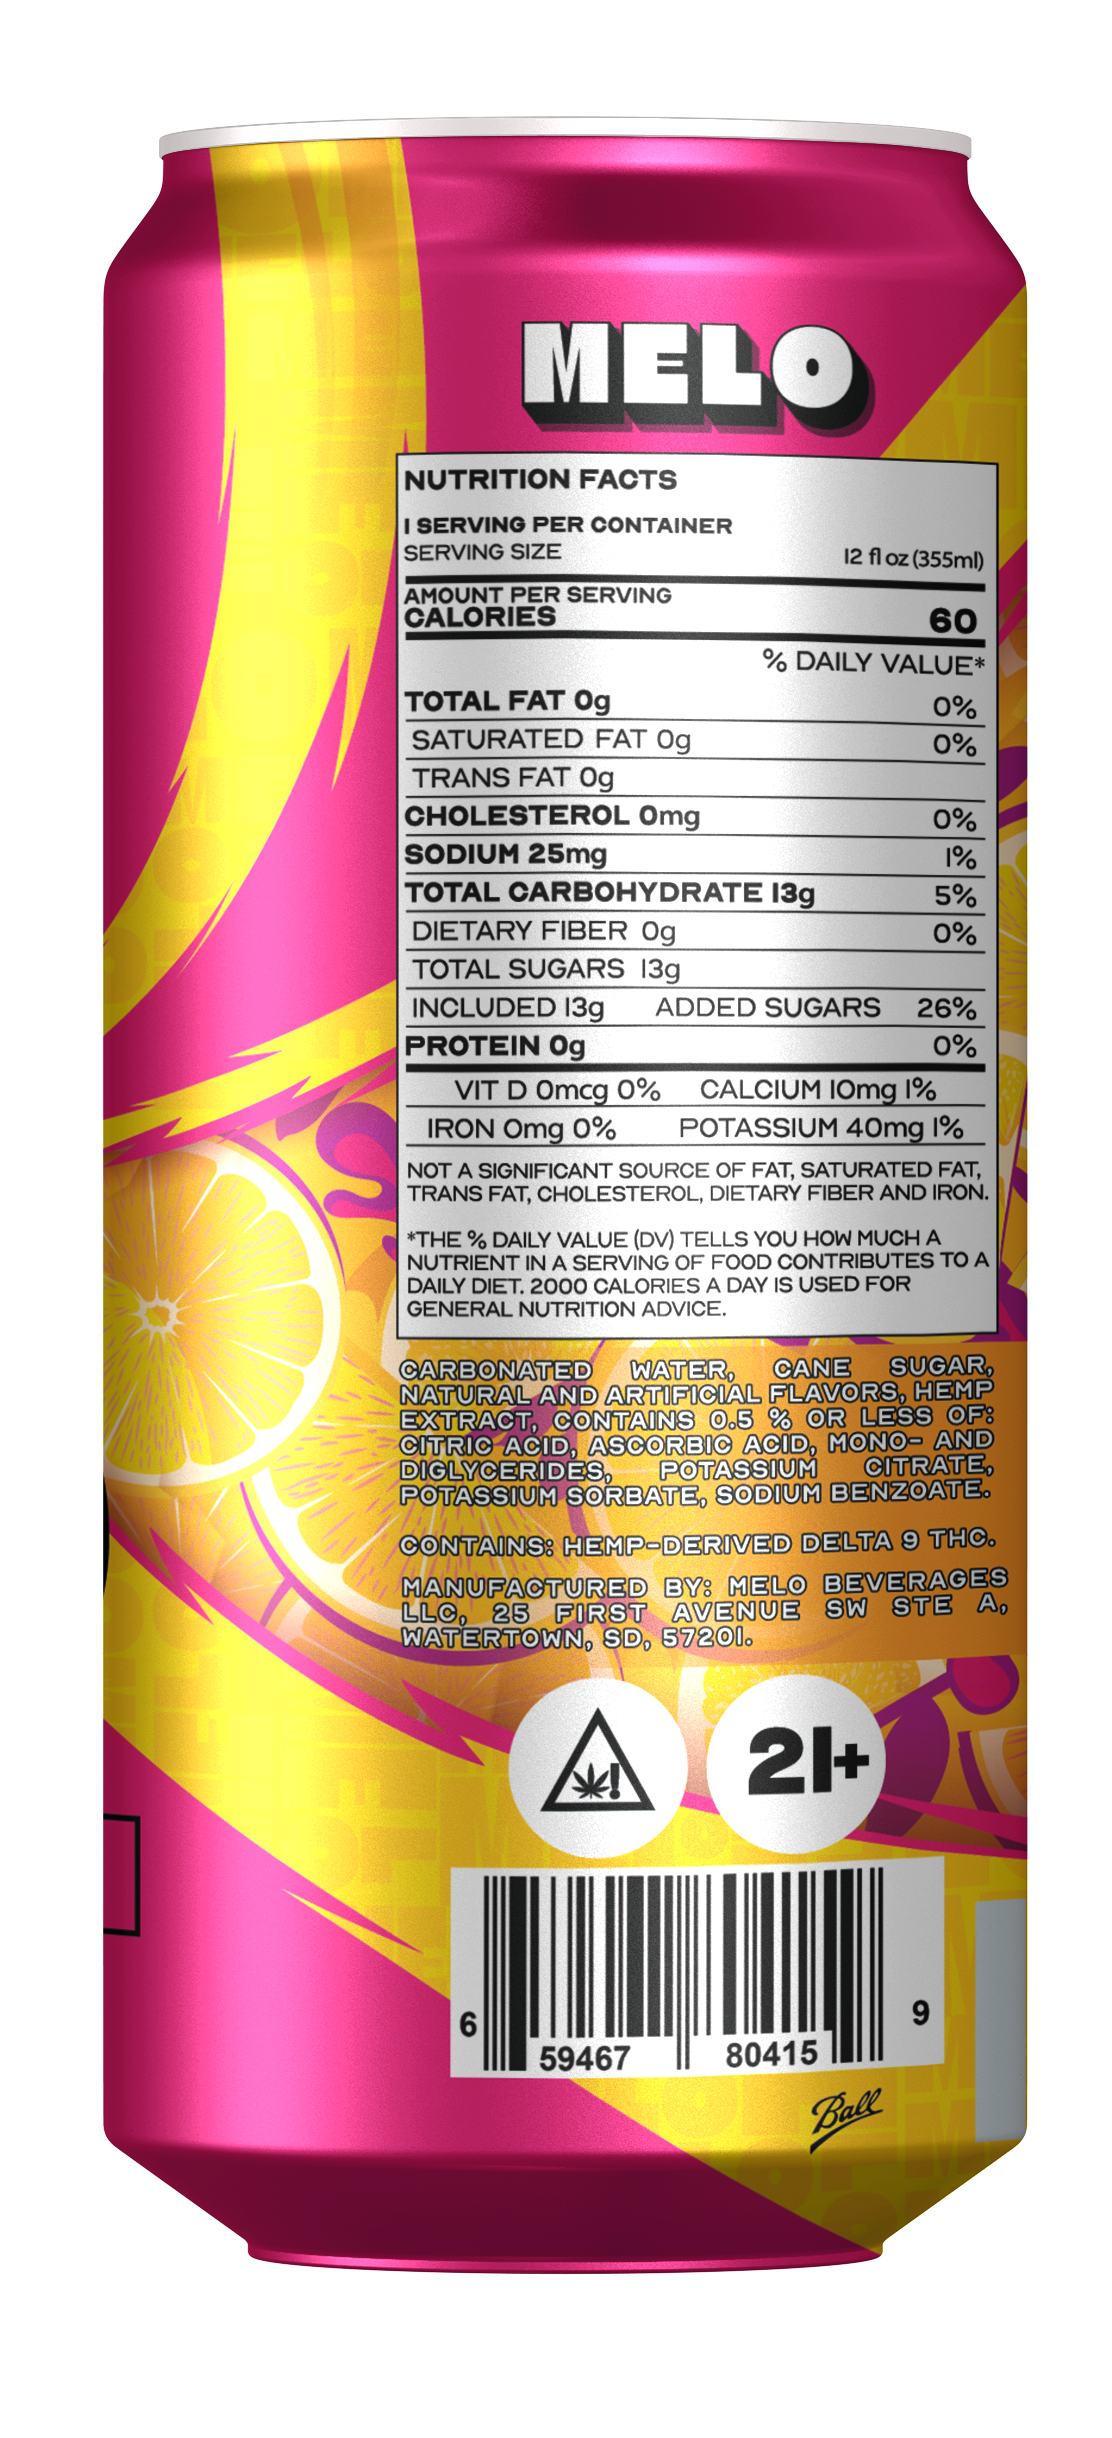 MELO
NUTRITION FACTS
1 SERVING PER CONTAINER
SERVING SIZE 12 fl oz (355ml)
AMOUNT PER SERVING
CALORIES 60
% DAILY VALUE*
TOTAL FAT 0g 0%
SATURATED FAT 0g 0%
TRANS FAT 0g
CHOLESTEROL 0mg 0%
SODIUM 25mg 1%
TOTAL CARBOHYDRATE 13g 5%
DIETARY FIBER 0g 0%
TOTAL SUGARS 13g
INCLUDED 13g ADDED SUGARS 26%
PROTEIN 0g 0%
VIT D 0mcg 0% CALCIUM 10mg 1%
IRON 0mg 0% POTASSIUM 40mg 1%
NOT A SIGNIFICANT SOURCE OF FAT, SATURATED FAT,
TRANS FAT, CHOLESTEROL, DIETARY FIBER AND IRON.
*THE % DAILY VALUE (DV) TELLS YOU HOW MUCH A
NUTRIENT IN A SERVING OF FOOD CONTRIBUTES TO A
DAILY DIET. 2000 CALORIES A DAY IS USED FOR
GENERAL NUTRITION ADVICE.
CARBONATED WATER, CANE SUGAR,
NATURAL AND ARTIFICIAL FLAVORS, HEMP
EXTRACT, CONTAINS 0.5 % OR LESS OF:
CITRIC ACID, ASCORBIC ACID, MONO- AND
DIGLYCERIDES, POTASSIUM CITRATE,
POTASSIUM SORBATE, SODIUM BENZOATE.
CONTAINS: HEMP-DERIVED DELTA 9 THC.
MANUFACTURED BY: MELO BEVERAGES
LLC, 25 FIRST AVENUE SW STE A,
WATERTOWN, SD, 57201.
!
21+
6 59467 80415 9
Ball